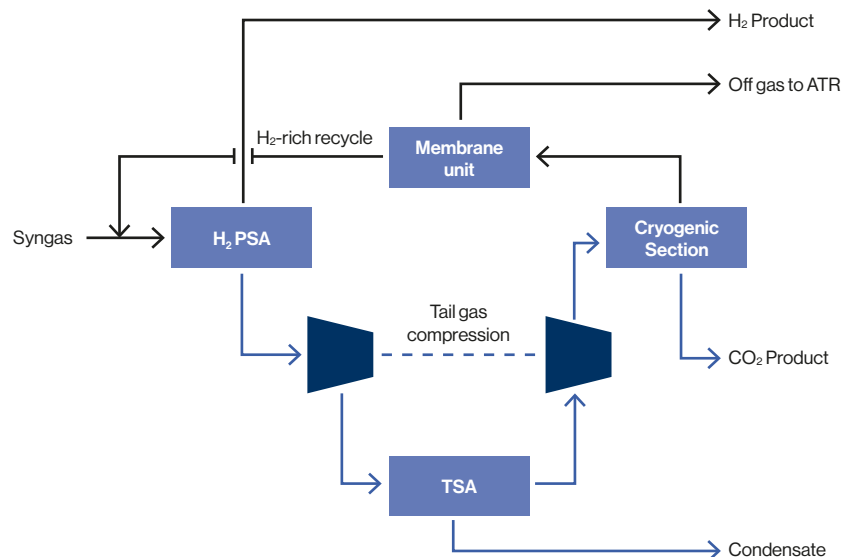 H₂ Product
Off gas to ATR
H₂-rich recycle
Membrane
unit
Syngas
H₂ PSA
Cryogenic
Section
Tail gas
compression
CO₂ Product
TSA
Condensate